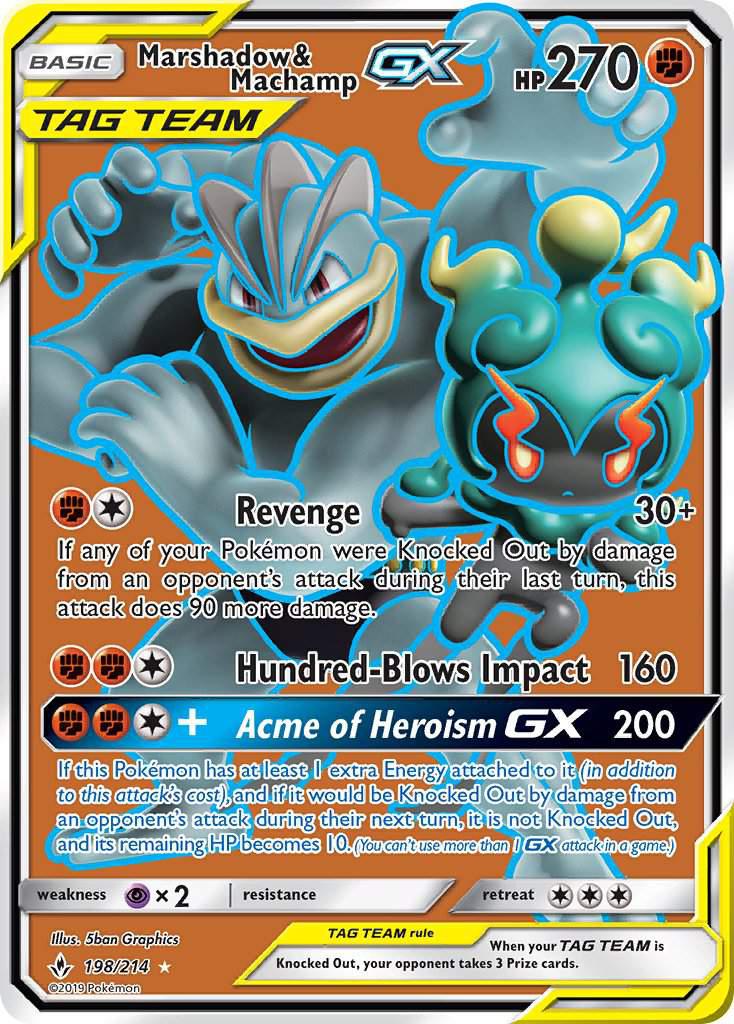 BASIC
Marshadow&
Machamp GX
HP270
TAG TEAM
Revenge 30+
If any of your Pokémon were Knocked Out by damage
from an opponent's attack during their last turn, this
attack does 90 more damage.
Hundred-Blows Impact 160
+ Acme of Heroism GX 200
If this Pokémon has at least 1 extra Energy attached to it (in addition
to this attack's cost), and if it would be Knocked Out by damage from
an opponent's attack during their next turn, it is not Knocked Out,
and its remaining HP becomes 10. (You can't use more than 1 GX attack in a game.)
weakness ×2 resistance retreat
Illus. 5ban Graphics
198/214
©2019 Pokémon
TAG TEAM rule
When your TAG TEAM is
Knocked Out, your opponent takes 3 Prize cards.